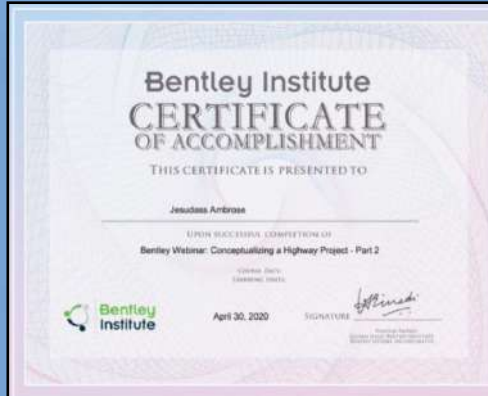 Bentley Institute
CERTIFICATE
OF ACCOMPLISHMENT
THIS CERTIFICATE IS PRESENTED TO
Jesudass Ambrose
UPON SUCCESSFUL COMPLETION OF
Bentley Webinar: Conceptualizing a Highway Project - Part 2
Bentley
Institute
April 30, 2020
SIGNATURE